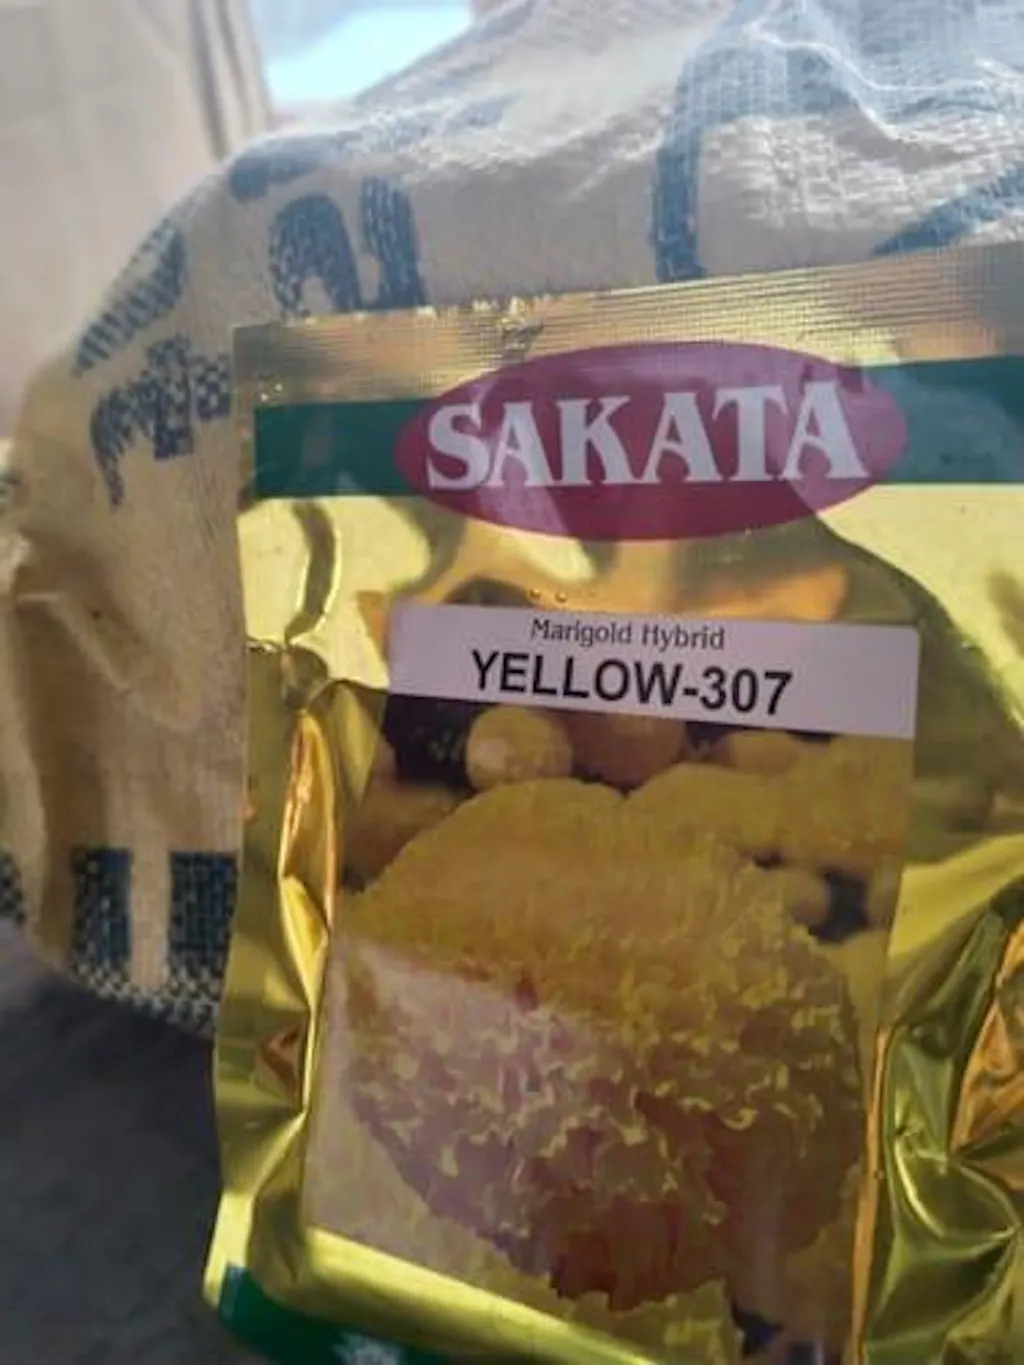 SAKATA
Marigold Hybrid
YELLOW-307